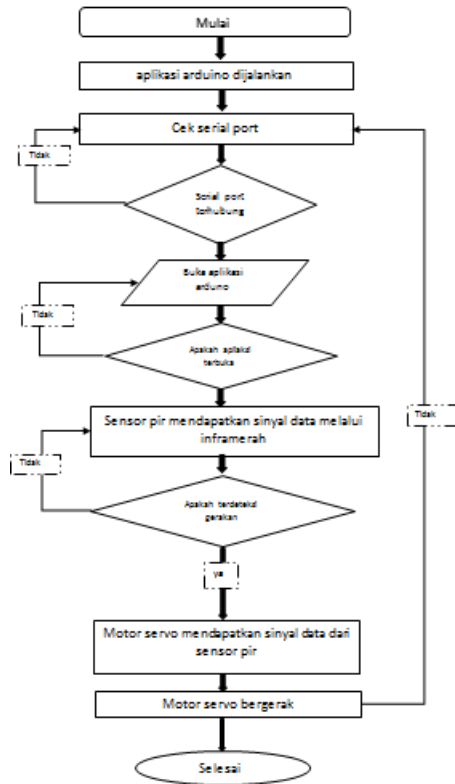 Mulai
aplikasi arduino dijalankan
Cek serial port
Tidak
Serial port
terhubung
Buka aplikasi
arduno
Tidak
Apakah aplikasi
terbuka
Sensor pir mendapatkan sinyal data melalui
inframerah
Tidak
Tidak
Apakah terdeteksi
gerakan
ya
Motor servo mendapatkan sinyal data dari
sensor pir
Motor servo bergerak
Selesai